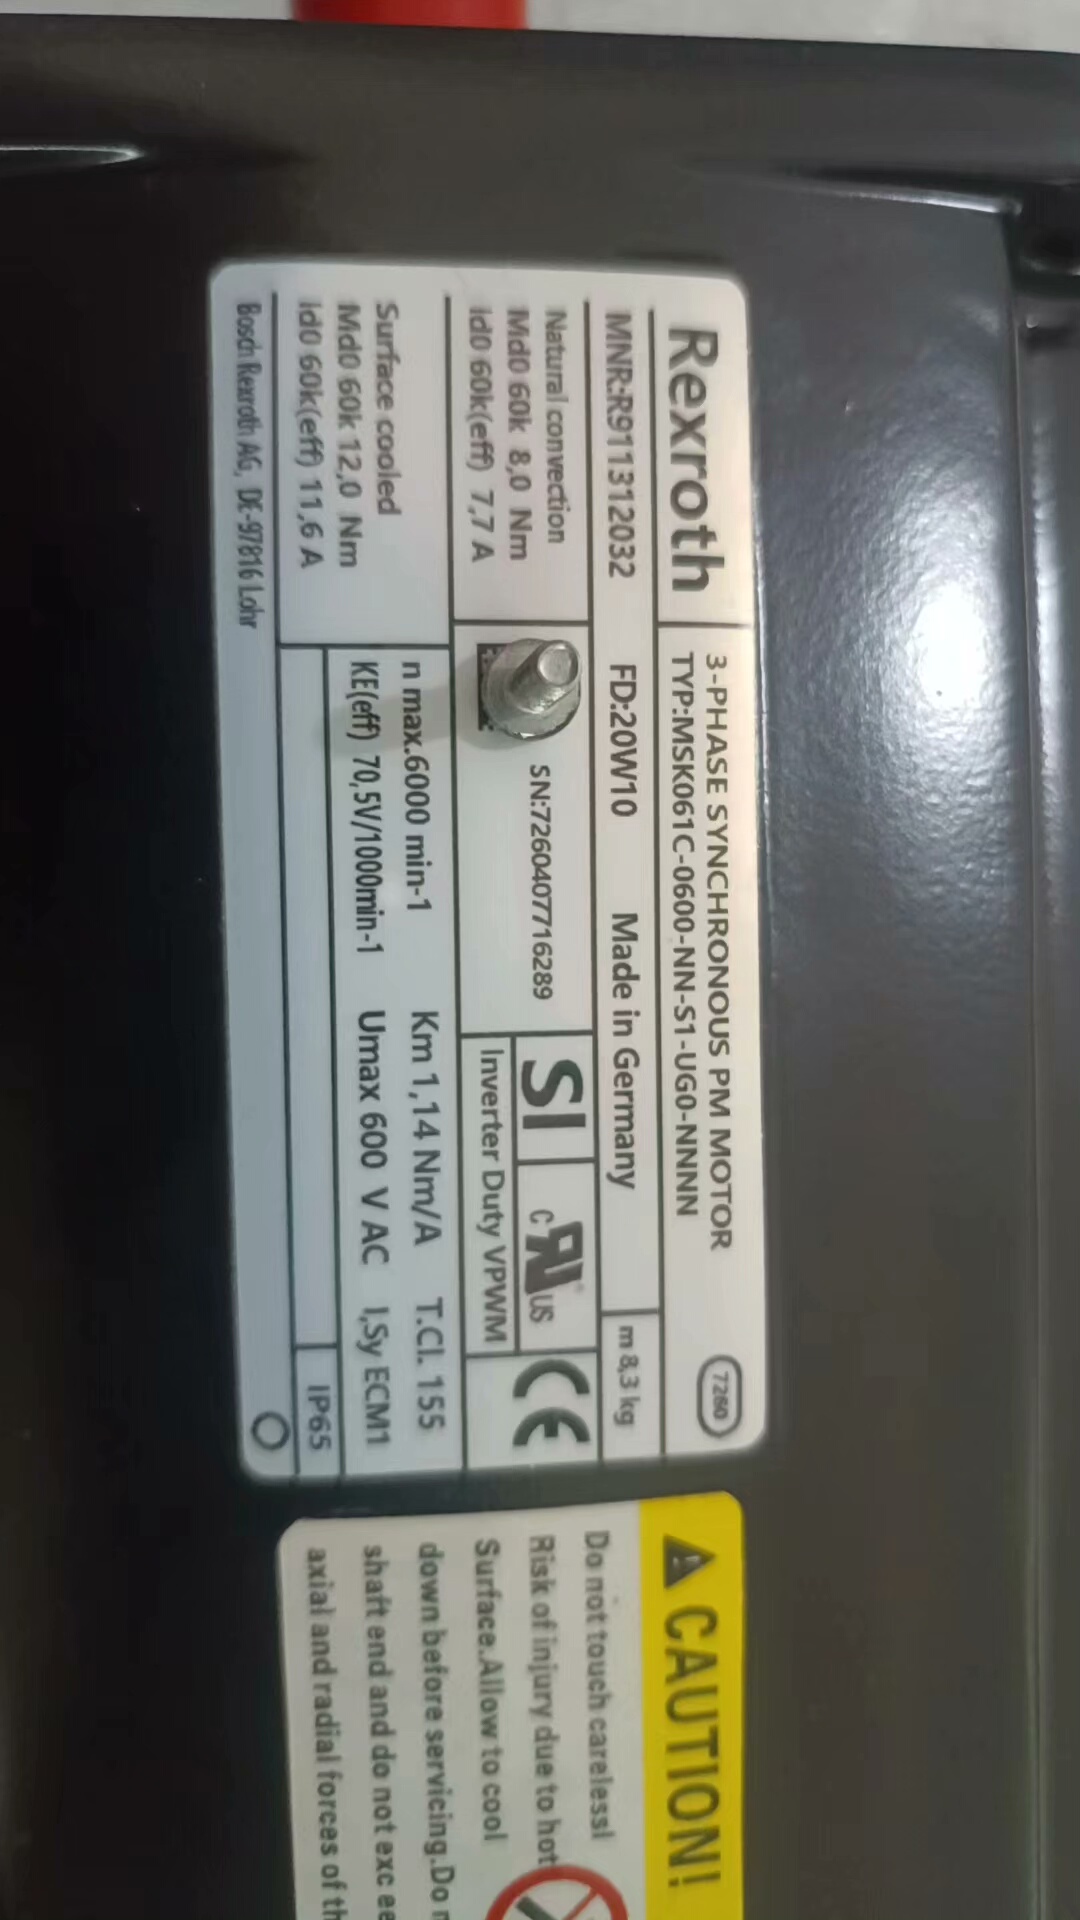 Rexroth
3-PHASE SYNCHRONOUS PM MOTOR
TYP:MSK061C-0600-NN-S1-UG0-NNNN
7260
MNR:R911312032 FD:20W10 Made in Germany
m 8,3 kg
Natural convection
Md0 60k 8,0 Nm
Id0 60k(eff) 7,7 A
SN:7260407716289
SI
c RU US
CE
Inverter Duty VPWM
Surface cooled
Md0 60k 12,0 Nm
Id0 60k(eff) 11,6 A
n max.6000 min-1 Km 1,14 Nm/A T.Cl. 155
KE(eff) 70,5V/1000min-1 Umax 600 V AC I,Sy ECM1
IP65
Bosch Rexroth AG, DE-97816 Lohr
CAUTION!
Do not touch careless!
Risk of injury due to hot
Surface.Allow to cool
down before servicing.Do
shaft end and do not exc
axial and radial forces of